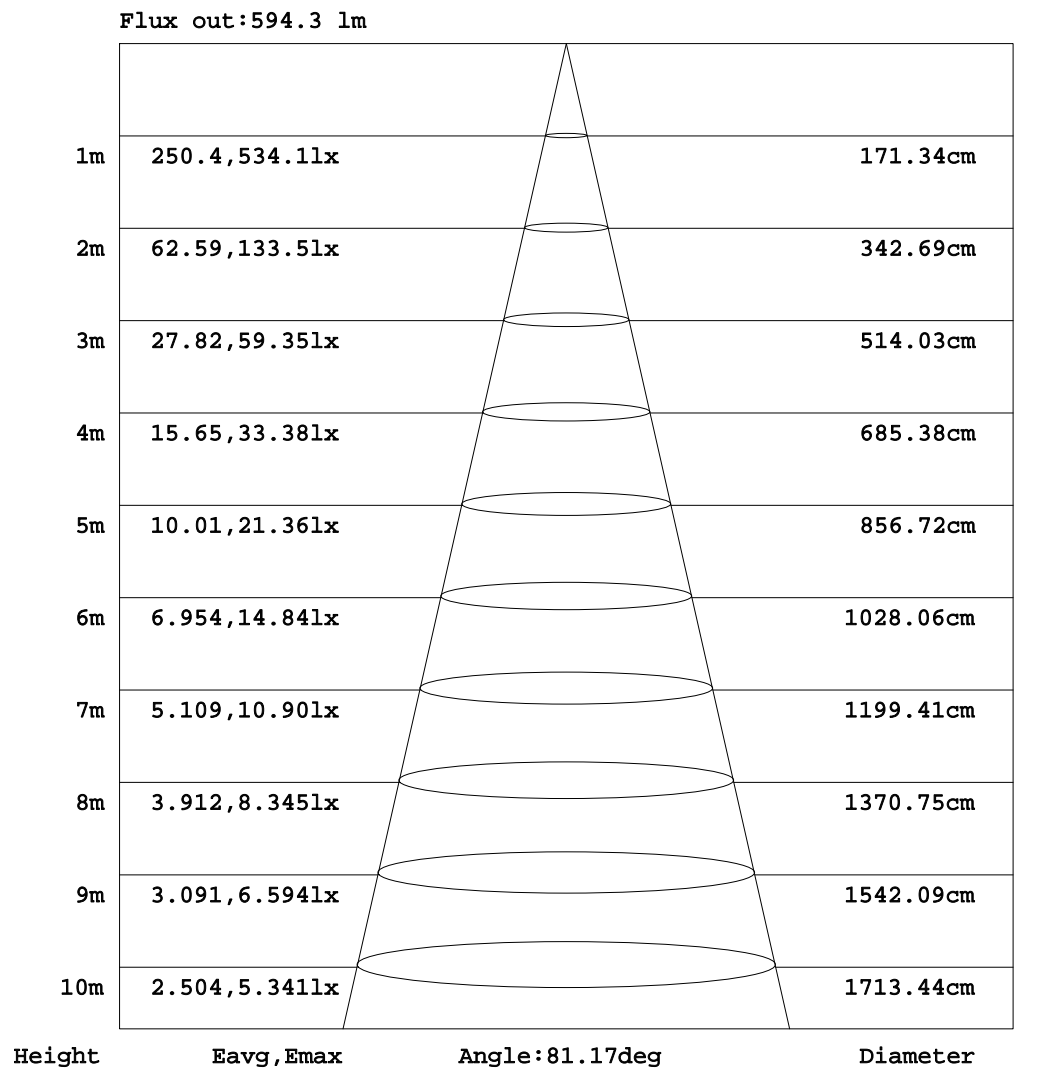 Flux out:594.3 lm
1m 250.4,534.1lx 171.34cm
2m 62.59,133.5lx 342.69cm
3m 27.82,59.35lx 514.03cm
4m 15.65,33.38lx 685.38cm
5m 10.01,21.36lx 856.72cm
6m 6.954,14.84lx 1028.06cm
7m 5.109,10.90lx 1199.41cm
8m 3.912,8.345lx 1370.75cm
9m 3.091,6.594lx 1542.09cm
10m 2.504,5.341lx 1713.44cm
Height Eavg,Emax Angle:81.17deg Diameter